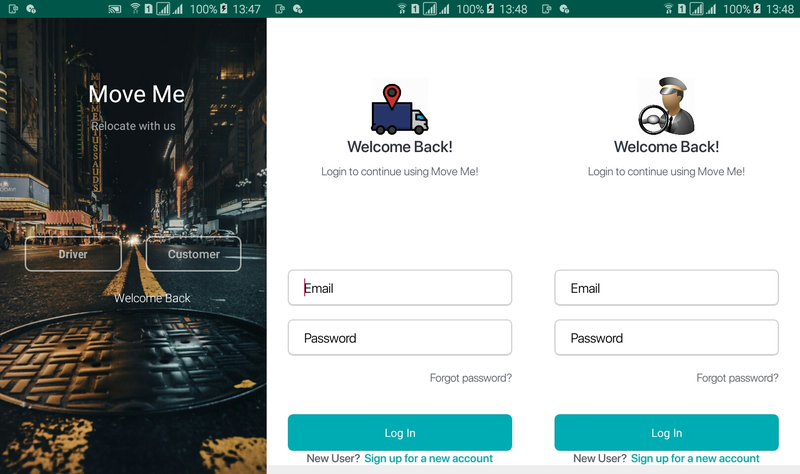 100% 13:47
Move Me
Relocate with us
Driver
Customer
Welcome Back
1 100% 13:48
Welcome Back!
Login to continue using Move Me!
Email
Password
Forgot password?
Log In
New User? Sign up for a new account
1 100% 13:48
Welcome Back!
Login to continue using Move Me!
Email
Password
Forgot password?
Log In
New User? Sign up for a new account